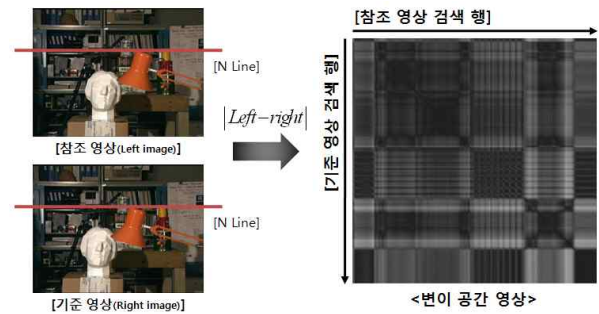 [N Line]
[참조 영상(Left image)]
|Left-right|
[N Line]
[기준 영상(Right image)]
[참조 영상 검색 행]
[기준 영상 검색 행]
<변이 공간 영상>